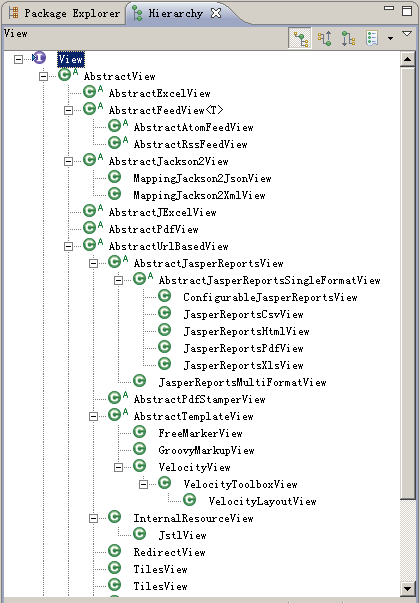 Package Explorer Hierarchy
View
View
AbstractView
AbstractExcelView
AbstractFeedView<T>
AbstractAtomFeedView
AbstractRssFeedView
AbstractJackson2View
MappingJackson2JsonView
MappingJackson2XmlView
AbstractJExcelView
AbstractPdfView
AbstractUrlBasedView
AbstractJasperReportsView
AbstractJasperReportsSingleFormatView
ConfigurableJasperReportsView
JasperReportsCsvView
JasperReportsHtmlView
JasperReportsPdfView
JasperReportsXlsView
JasperReportsMultiFormatView
AbstractPdfStamperView
AbstractTemplateView
FreeMarkerView
GroovyMarkupView
VelocityView
VelocityToolboxView
VelocityLayoutView
InternalResourceView
JstlView
RedirectView
TilesView
TilesView